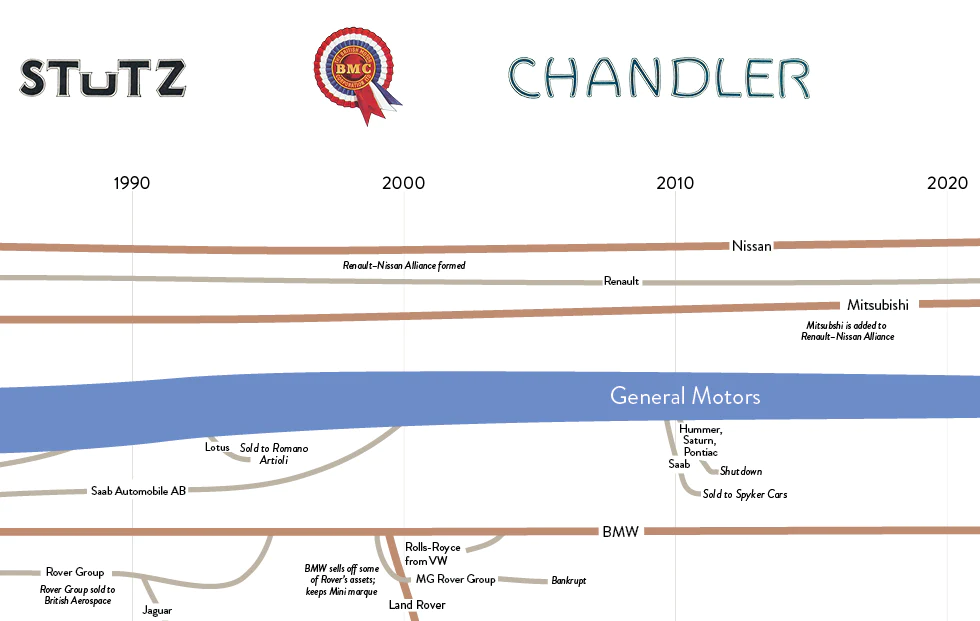 STUTZ
BMC
CHANDLER
1990
2000
2010
2020
Nissan
Renault–Nissan Alliance formed
Renault
Mitsubishi
Mitsubshi is added to
Renault–Nissan Alliance
General Motors
Lotus
Sold to Romano
Artioli
Hummer,
Saturn,
Pontiac
Saab
Shutdown
Saab Automobile AB
Sold to Spyker Cars
BMW
Rolls-Royce
from VW
BMW sells off some
of Rover's assets;
keeps Mini marque
MG Rover Group
Bankrupt
Rover Group
Rover Group sold to
British Aerospace
Jaguar
Land Rover